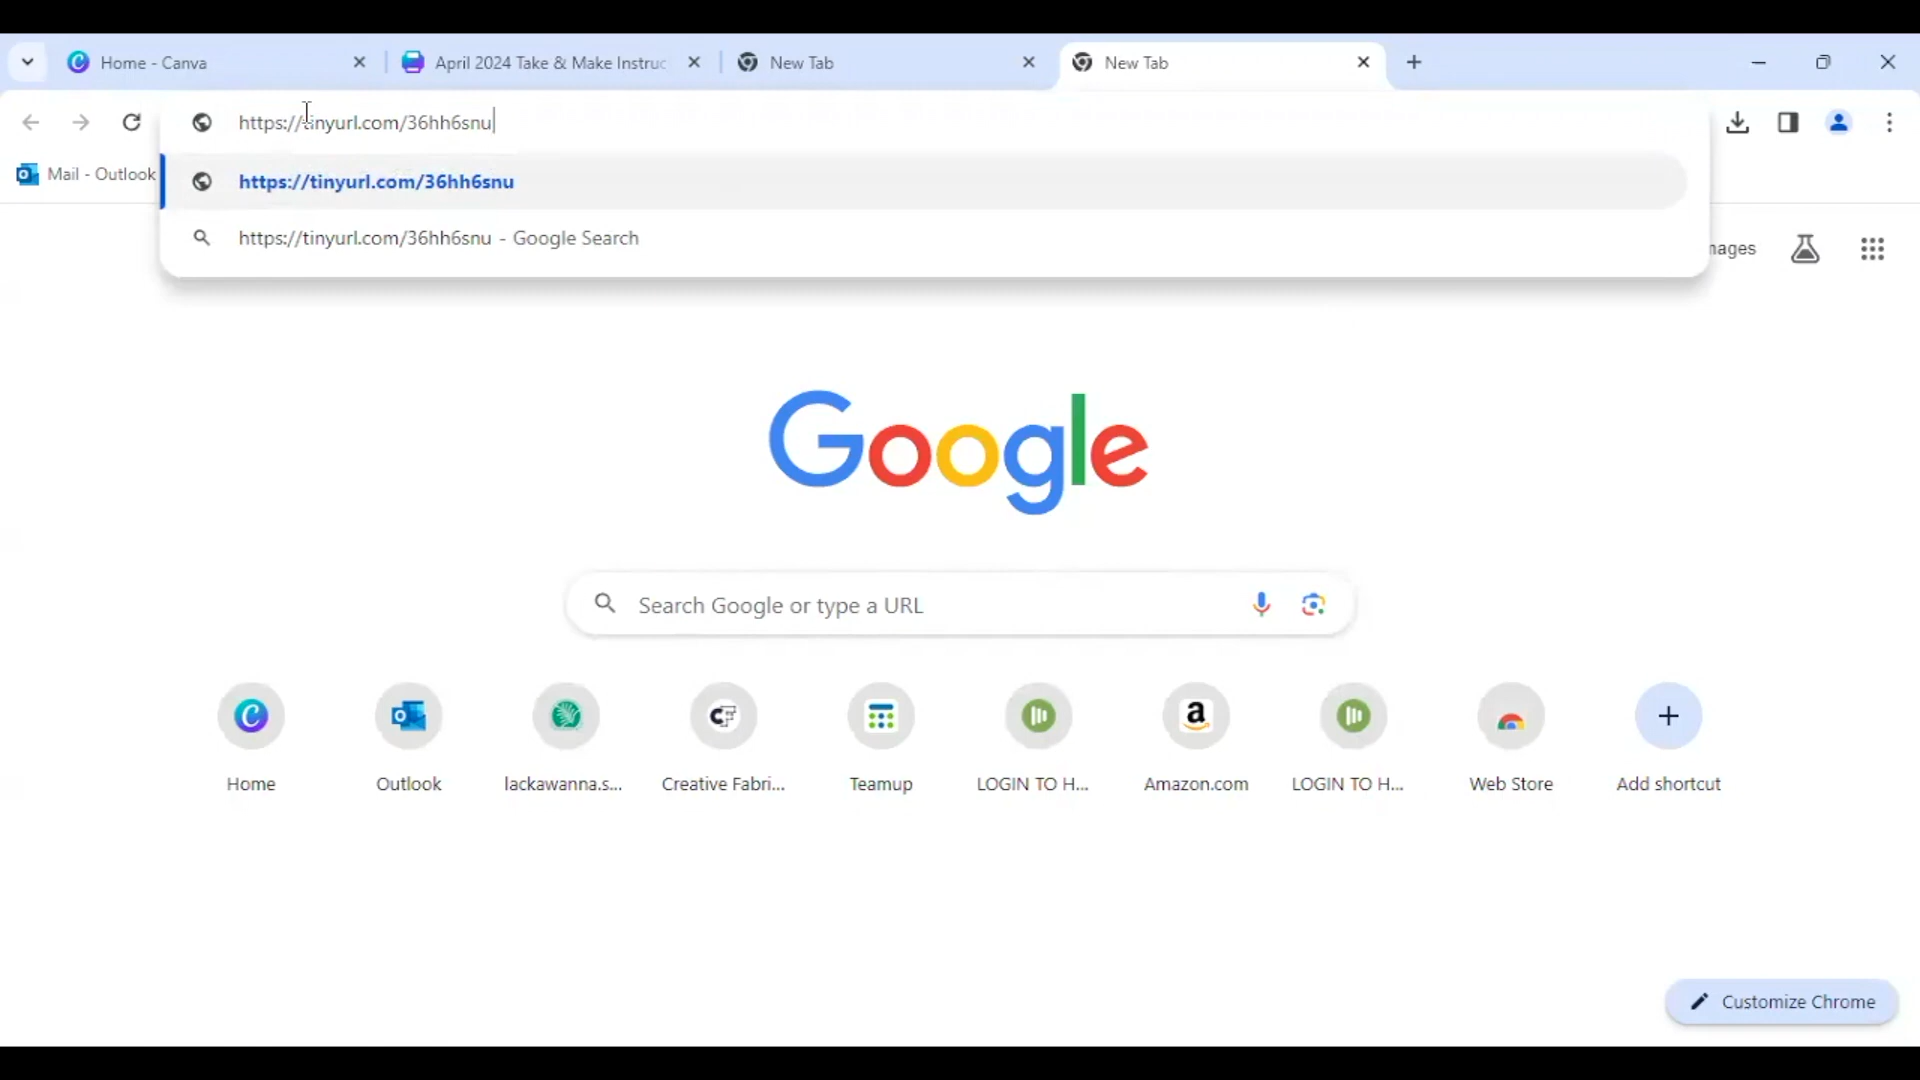 Home - Canva
April 2024 Take & Make Instruc
New Tab
New Tab
https://tinyurl.com/36hh6snu
Mail - Outlook
https://tinyurl.com/36hh6snu
https://tinyurl.com/36hh6snu - Google Search
mages
Google
Search Google or type a URL
Home
Outlook
lackawanna.s...
Creative Fabri...
Teamup
LOGIN TO H...
Amazon.com
LOGIN TO H...
Web Store
Add shortcut
Customize Chrome